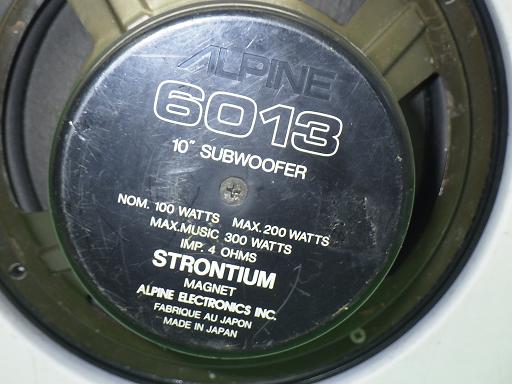 ALPINE
6013
10" SUBWOOFER
NOM. 100 WATTS MAX. 200 WATTS
MAX.MUSIC 300 WATTS
IMP. 4 OHMS
STRONTIUM
MAGNET
ALPINE ELECTRONICS INC.
FABRIQUE AU JAPON
MADE IN JAPAN